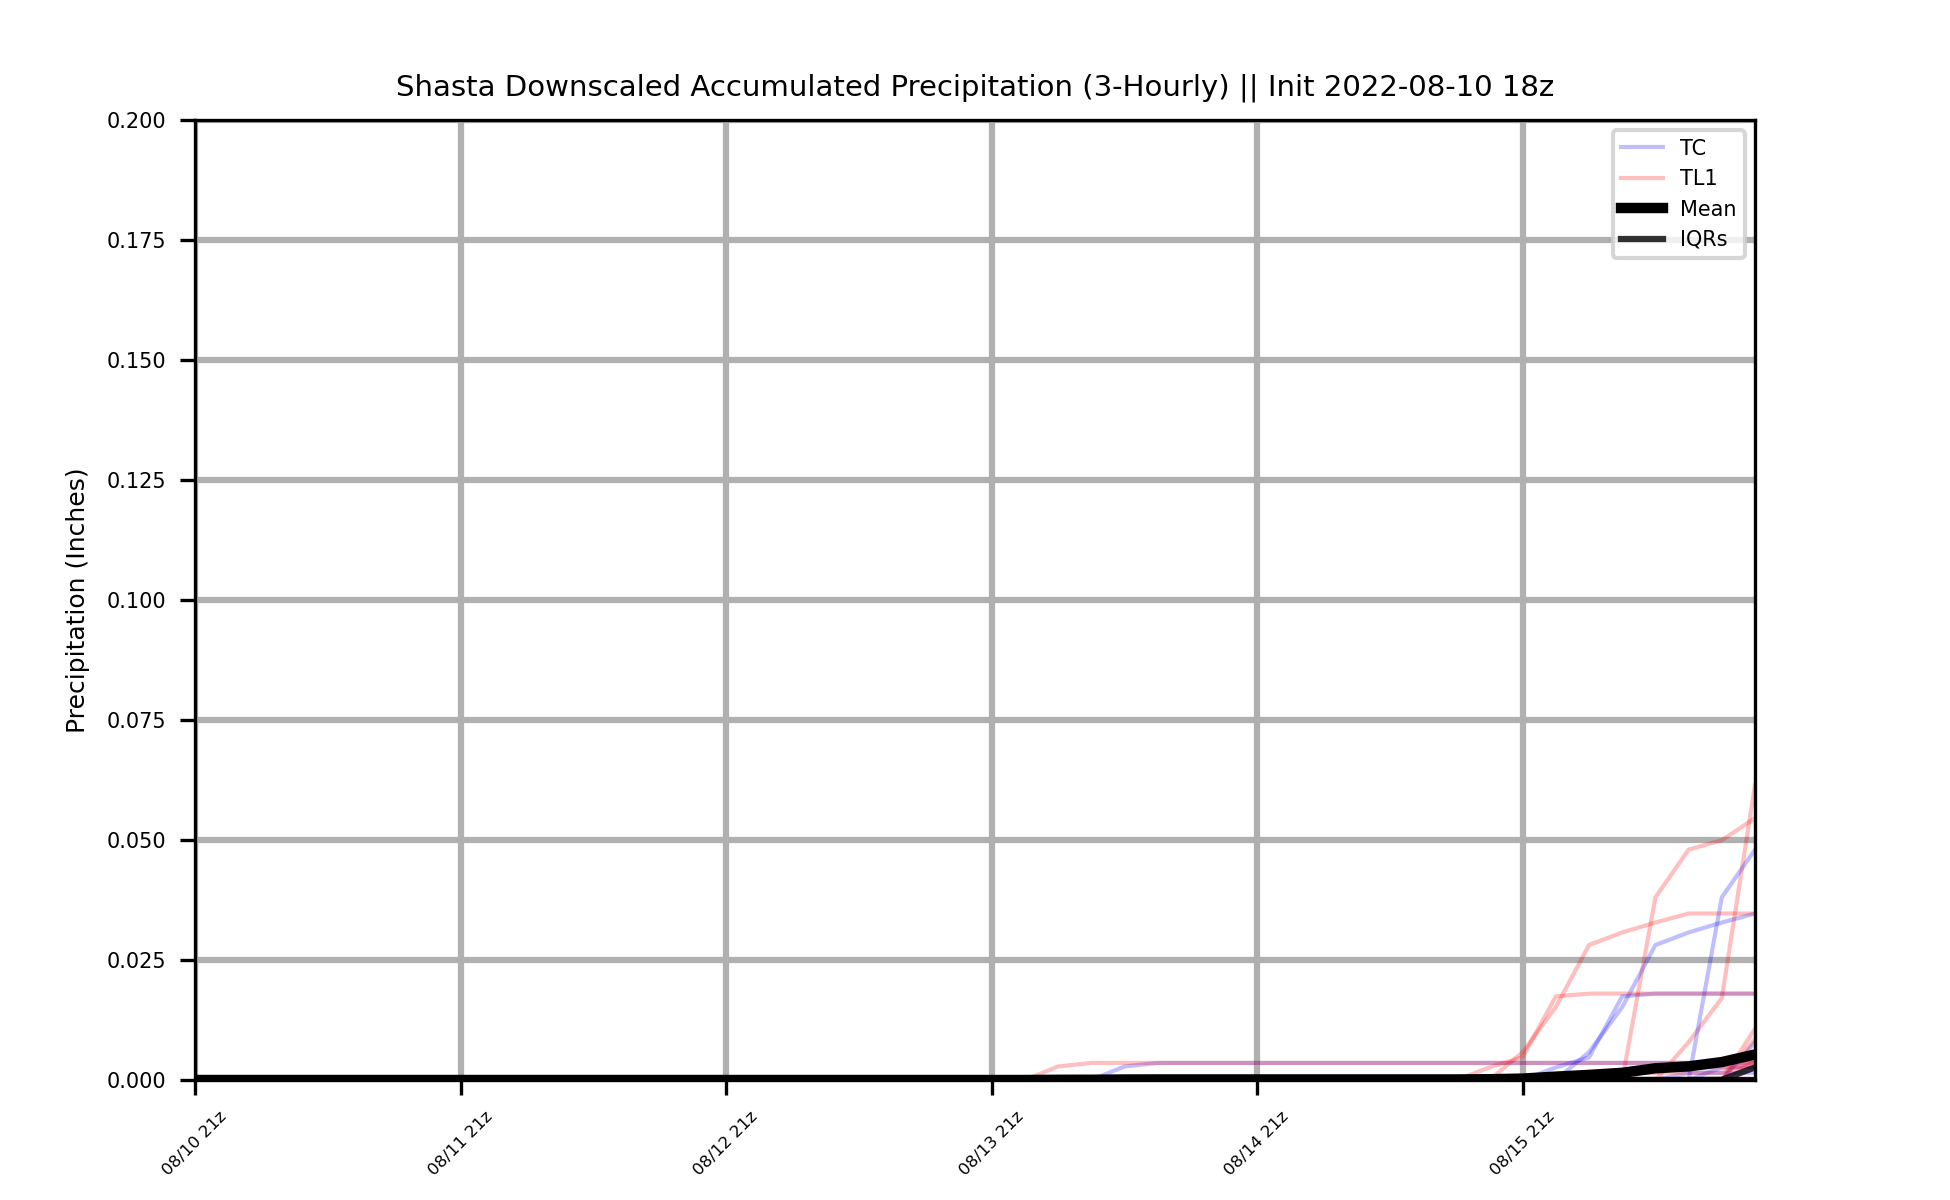 Shasta Downscaled Accumulated Precipitation (3-Hourly) || Init 2022-08-10 18z
0.200
0.175
0.150
0.125
0.100
0.075
0.050
0.025
0.000
Precipitation (Inches)
TC
TL1
Mean
IQRs
08/10 21z
08/11 21z
08/12 21z
08/13 21z
08/14 21z
08/15 21z